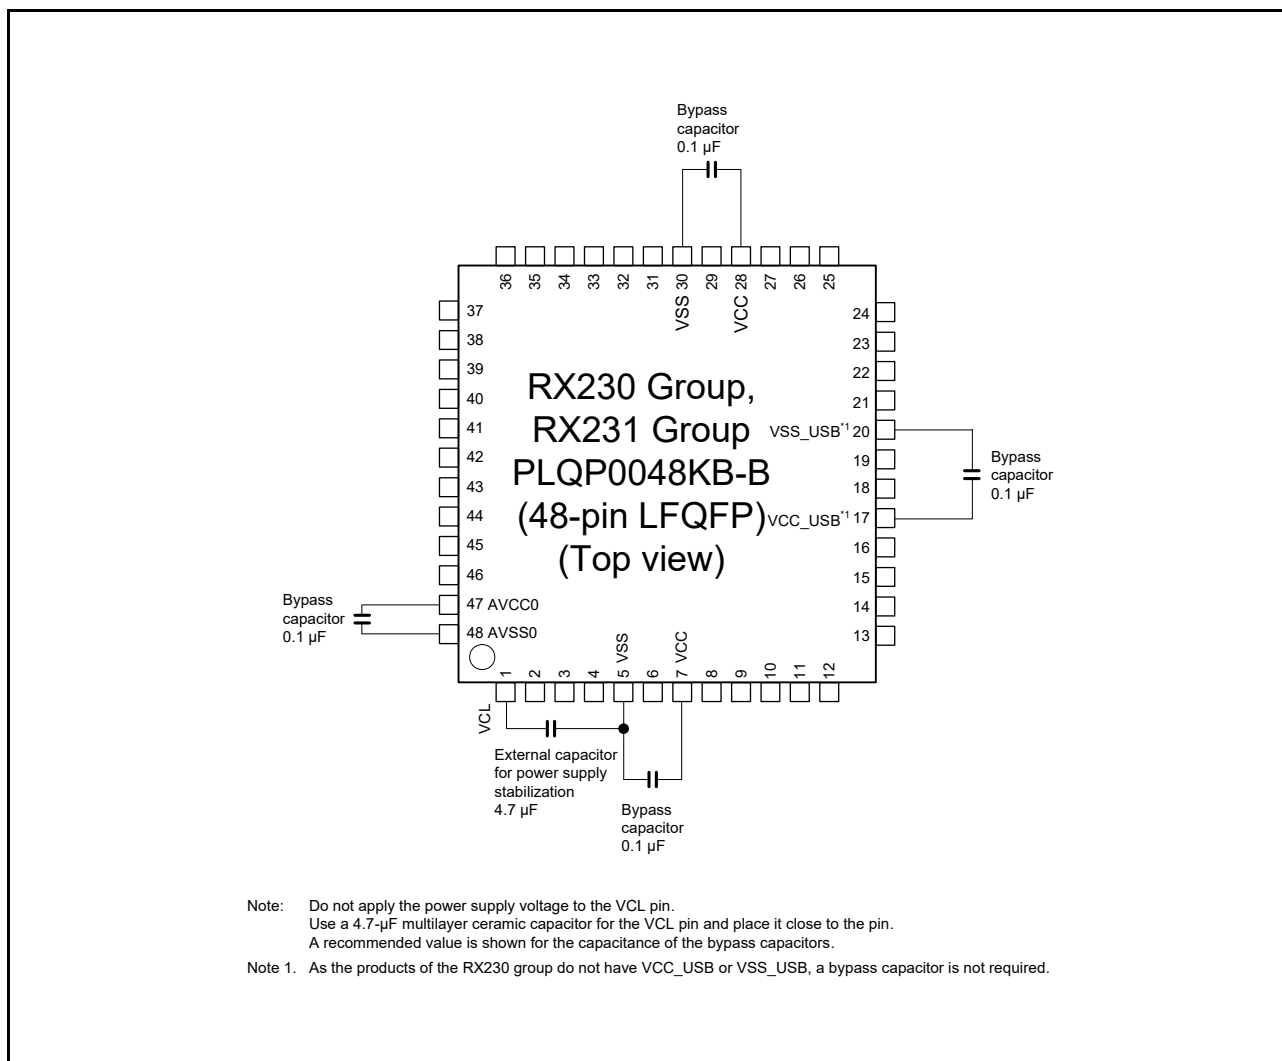 Bypass
capacitor
0.1 µF
36 35 34 33 32 31 VSS 30 29 VCC 28 27 26 25
37
38
39
40
41
42
43
44
45
46
47 AVCC0
48 AVSS0
24
23
22
21
VSS_USB*1 20
19
18
VCC_USB*1 17
16
15
14
13
RX230 Group,
RX231 Group
PLQP0048KB-B
(48-pin LFQFP)
(Top view)
Bypass
capacitor
0.1 µF
Bypass
capacitor
0.1 µF
1 2 3 4 5 VSS 6 7 VCC 8 9 10 11 12
VCL
External capacitor
for power supply
stabilization
4.7 µF
Bypass
capacitor
0.1 µF
Note: Do not apply the power supply voltage to the VCL pin.
Use a 4.7-µF multilayer ceramic capacitor for the VCL pin and place it close to the pin.
A recommended value is shown for the capacitance of the bypass capacitors.
Note 1. As the products of the RX230 group do not have VCC_USB or VSS_USB, a bypass capacitor is not required.